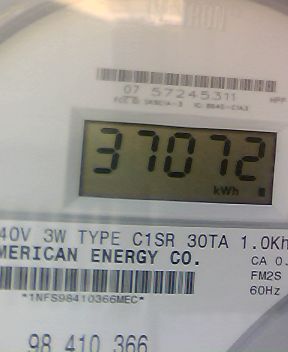 07 57245311
37072
kWh
40V 3W TYPE C1SR 30TA 1.0Kh
MERICAN ENERGY CO.
CA 0.
FM2S
60Hz
*1NFS98410366MEC*
98 410 366